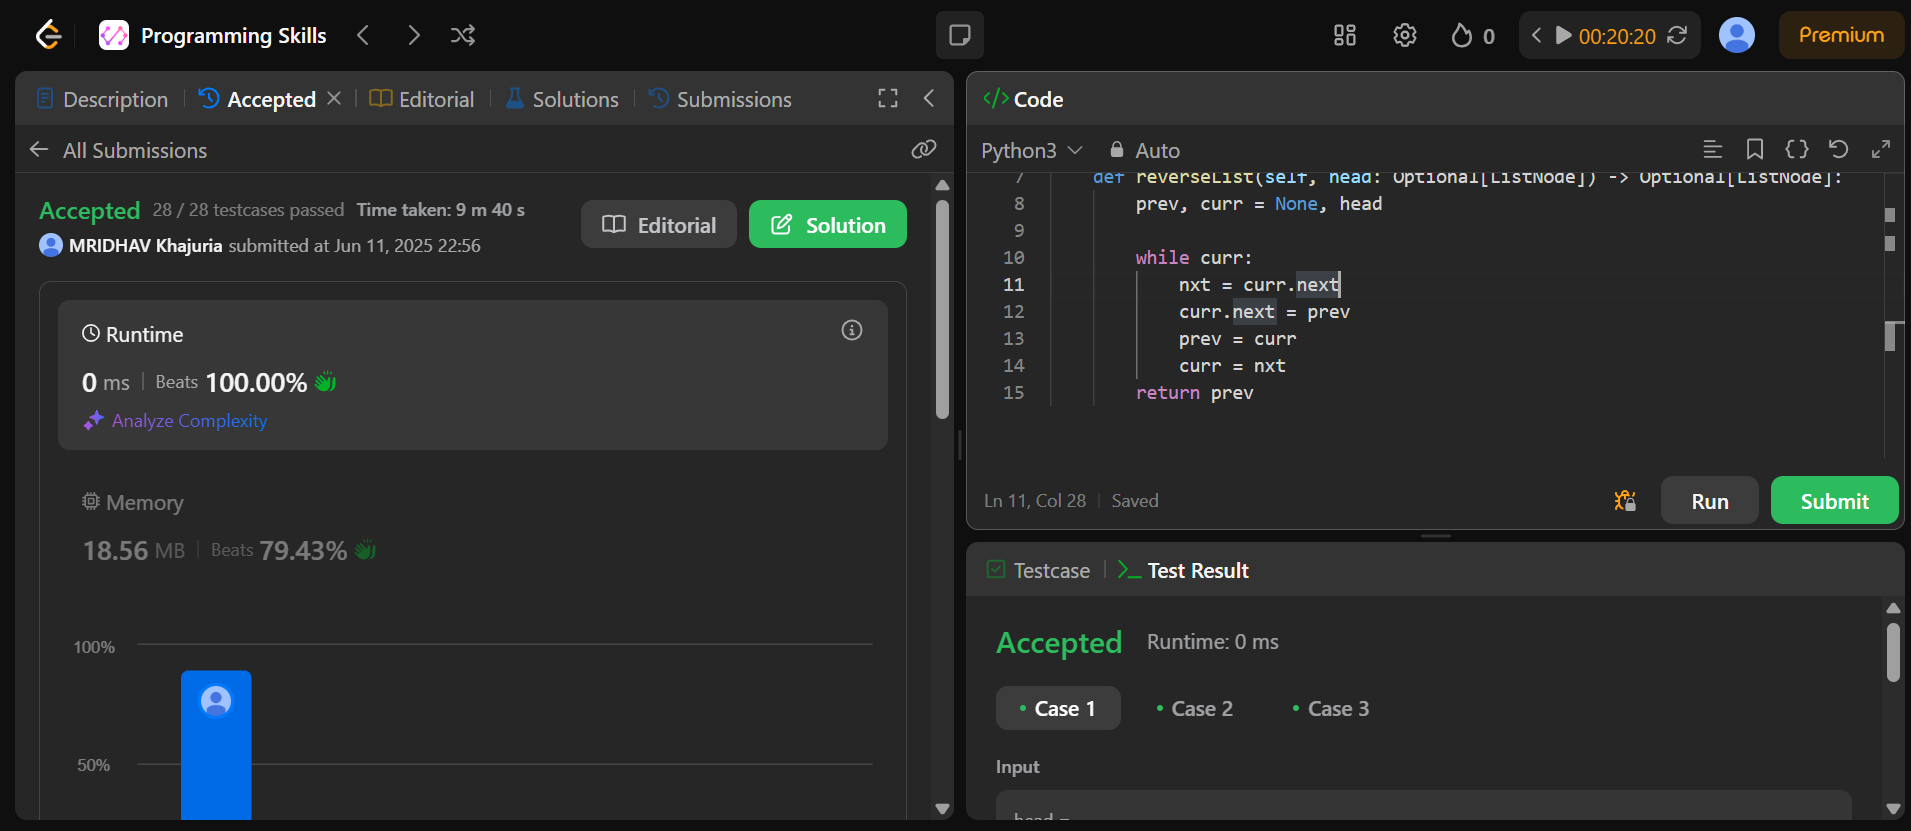 Programming Skills
0
00:20:20
Premium
Description
Accepted
Editorial
Solutions
Submissions
All Submissions
Accepted 28 / 28 testcases passed Time taken: 9 m 40 s
MRIDHAV Khajuria submitted at Jun 11, 2025 22:56
Editorial
Solution
Runtime
0 ms Beats 100.00%
Analyze Complexity
Memory
18.56 MB Beats 79.43%
100%
50%
</> Code
Python3
Auto
7 def reverseList(self, head: Optional[ListNode]) -> Optional[ListNode]:
8 prev, curr = None, head
9
10 while curr:
11 nxt = curr.next
12 curr.next = prev
13 prev = curr
14 curr = nxt
15 return prev
Ln 11, Col 28 Saved
Run
Submit
Testcase
Test Result
Accepted Runtime: 0 ms
Case 1
Case 2
Case 3
Input
head =